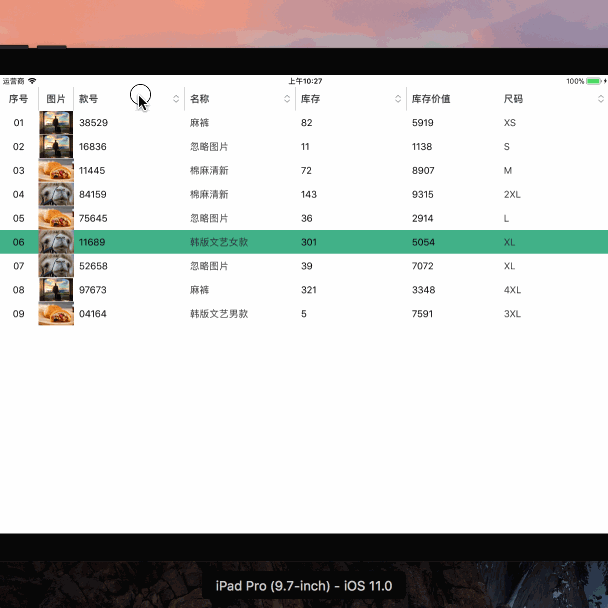 运营商 上午10:27 100%
序号 图片 款号 名称 库存 库存价值 尺码
01 38529 麻裤 82 5919 XS
02 16836 忽略图片 11 1138 S
03 11445 棉麻清新 72 8907 M
04 84159 棉麻清新 143 9315 2XL
05 75645 忽略图片 36 2914 L
06 11689 韩版文艺女款 301 5054 XL
07 52658 忽略图片 39 7072 XL
08 97673 麻裤 321 3348 4XL
09 04164 韩版文艺男款 5 7591 3XL
iPad Pro (9.7-inch) - iOS 11.0